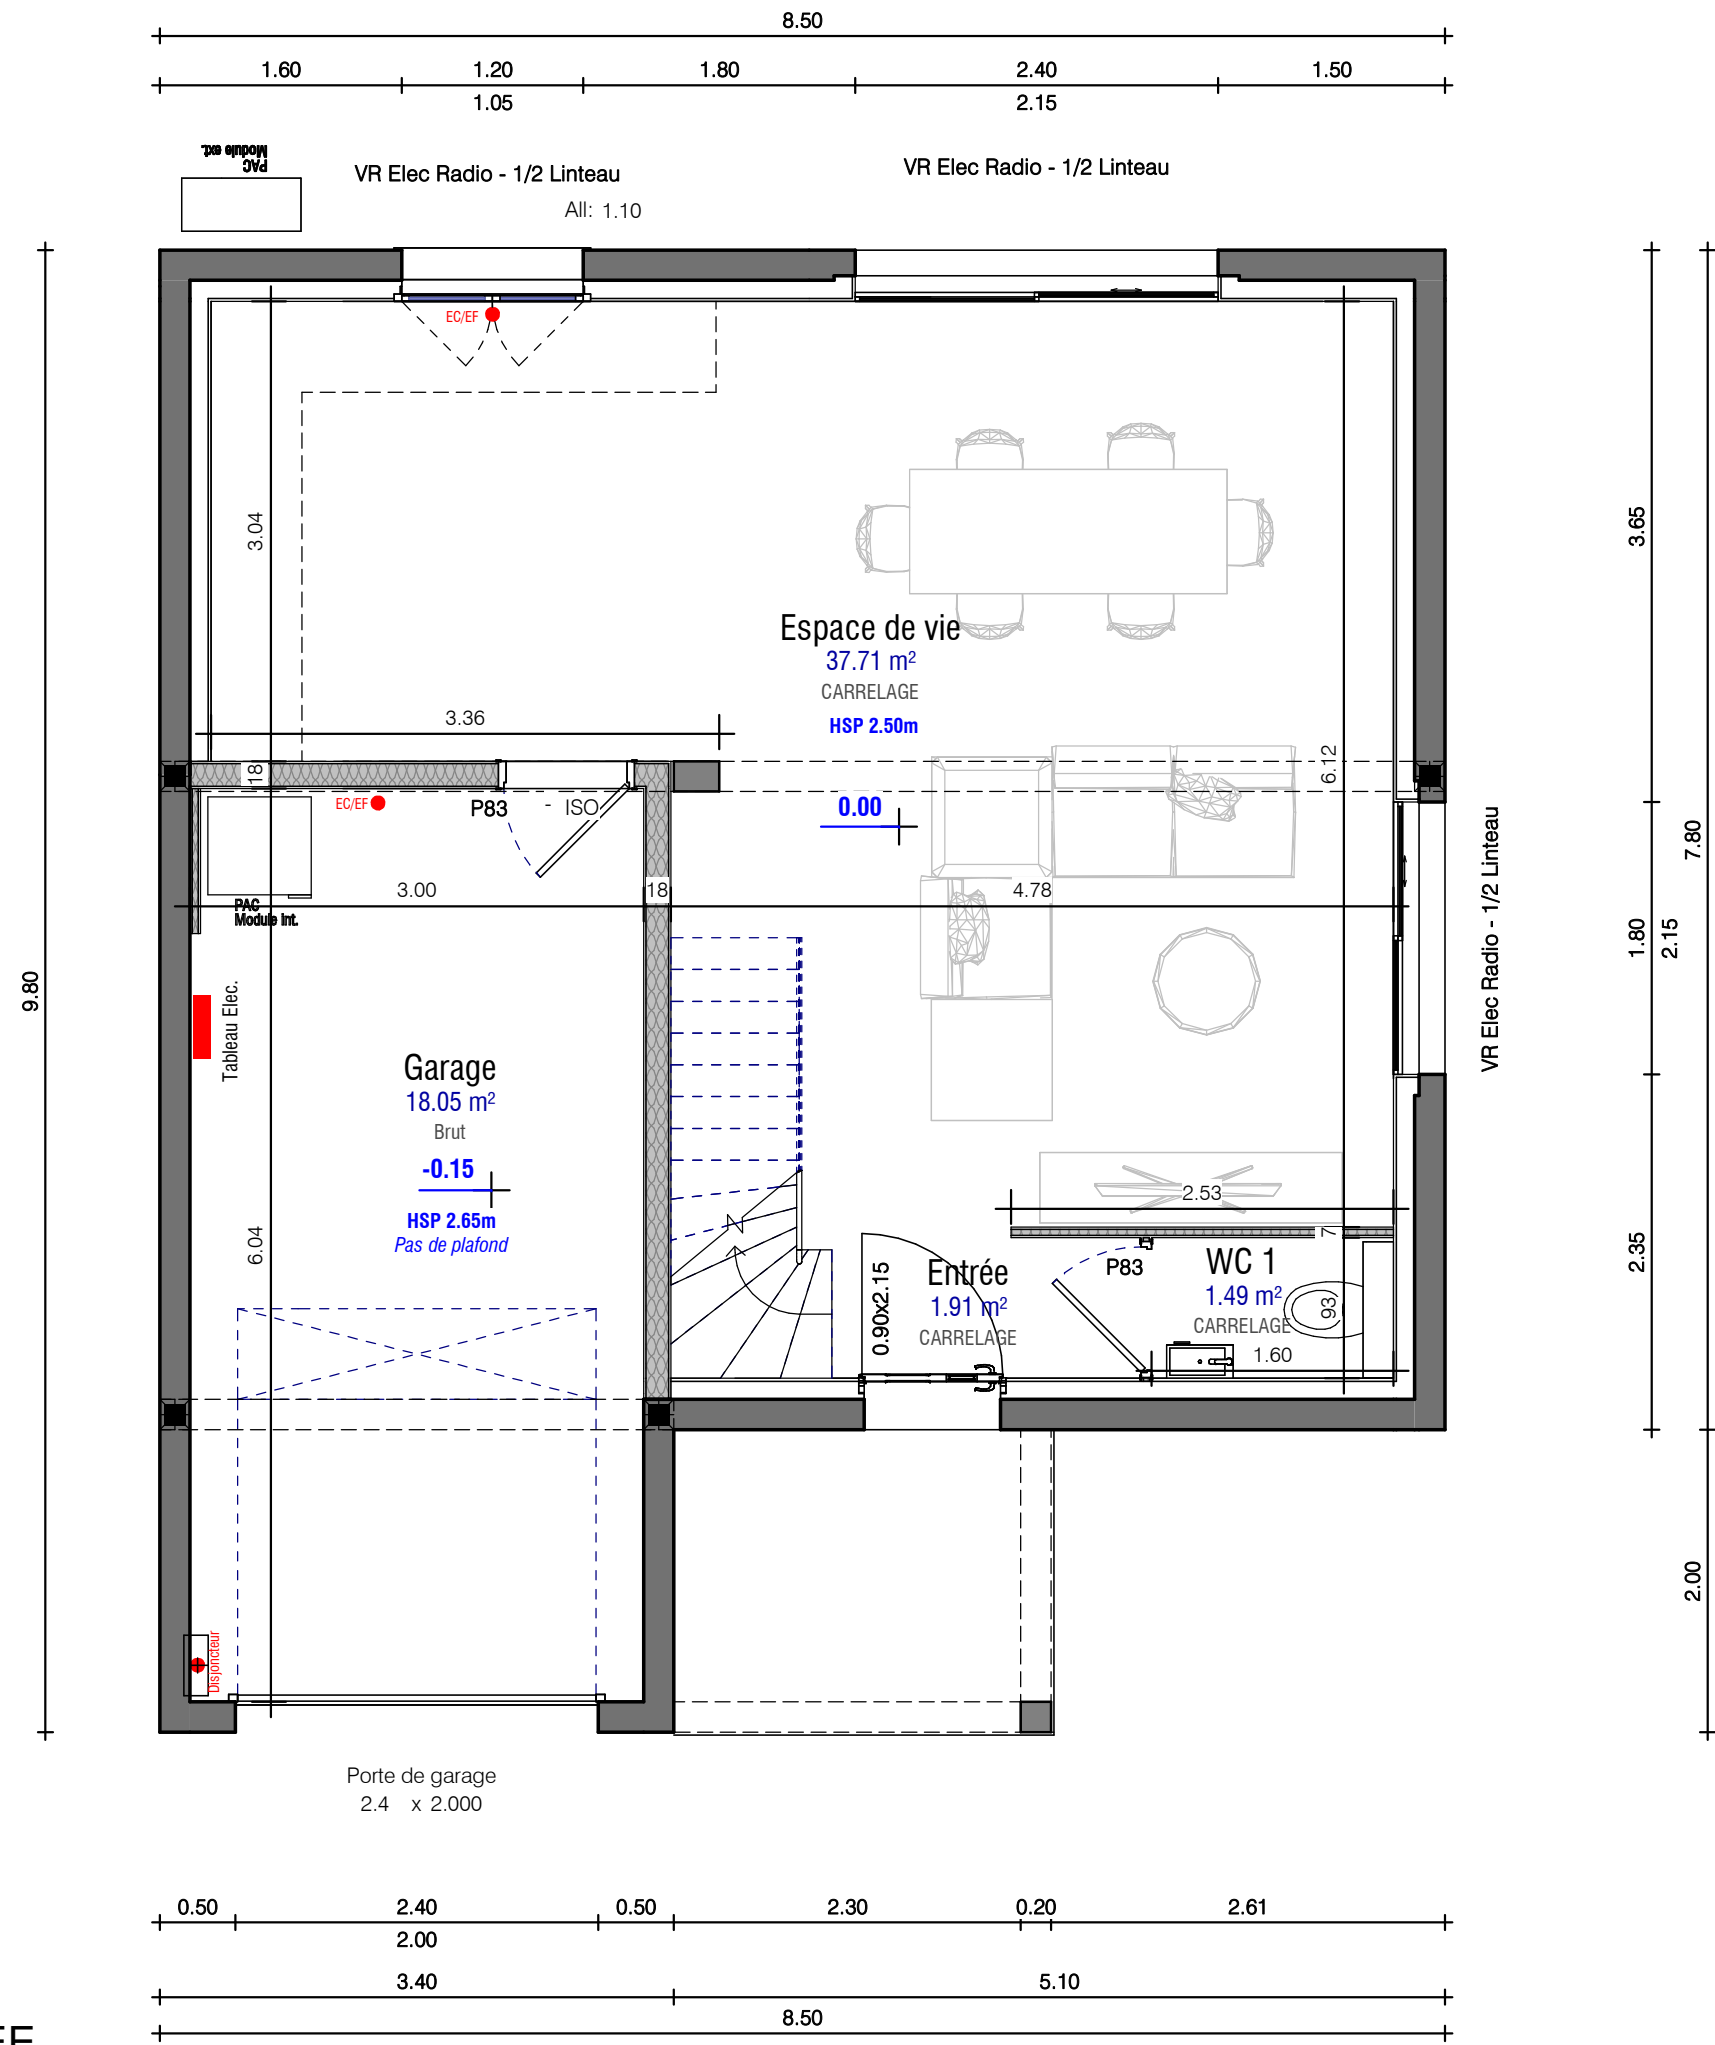 8.50
1.60 1.20 1.80 2.40 1.50
1.05 2.15
PAC
Module ext.
VR Elec Radio - 1/2 Linteau
VR Elec Radio - 1/2 Linteau
All: 1.10
EC/EF
3.04
3.65
Espace de vie
37.71 m²
CARRELAGE
HSP 2.50m
3.36
6.12
18
EC/EF
P83 - ISO
0.00
7.80
VR Elec Radio - 1/2 Linteau
3.00 18 4.78
PAC
Module int.
1.80
2.15
9.80
Tableau Elec.
Garage
18.05 m²
Brut
-0.15
HSP 2.65m
Pas de plafond
6.04
2.53
7
2.35
0.90x2.15
Entrée
1.91 m²
CARRELAGE
P83
WC 1
1.49 m²
CARRELAGE
93
1.60
2.00
Disjoncteur
Porte de garage
2.4 x 2.000
0.50 2.40 0.50 2.30 0.20 2.61
2.00
3.40 5.10
8.50